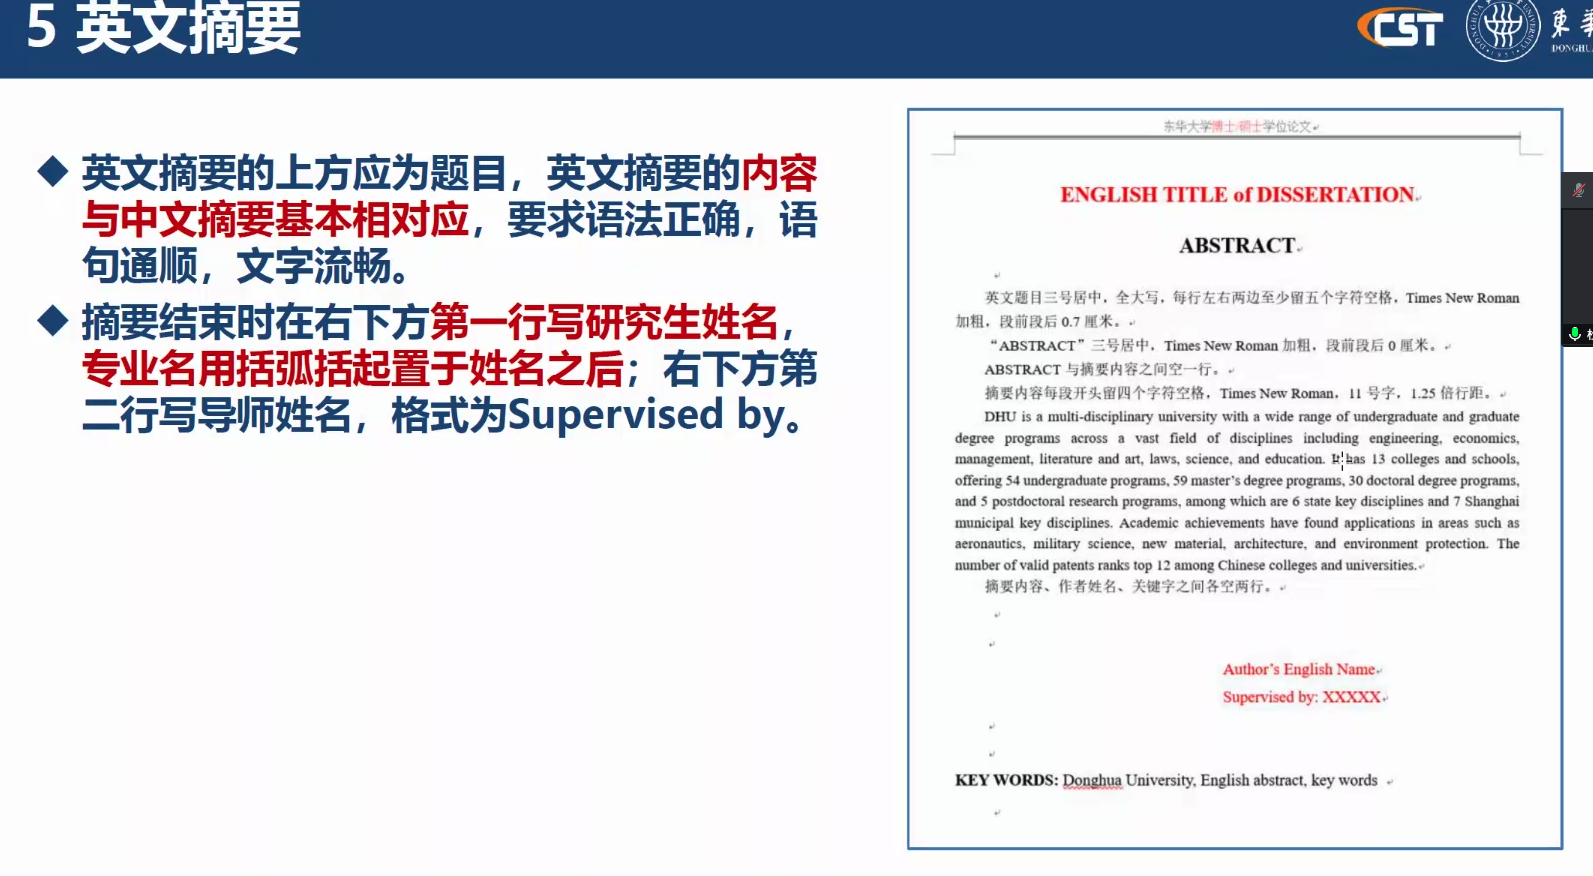 5 英文摘要
CST
東華
DONGHUA
英文摘要的上方应为题目，英文摘要的内容
与中文摘要基本相对应，要求语法正确，语
句通顺，文字流畅。
摘要结束时在右下方第一行写研究生姓名，
专业名用括弧括起置于姓名之后；右下方第
二行写导师姓名，格式为Supervised by。
东华大学博士/硕士学位论文
ENGLISH TITLE of DISSERTATION
ABSTRACT
英文题目三号居中，全大写，每行左右两边至少留五个字符空格，Times New Roman
加粗，段前段后 0.7 厘米。
“ABSTRACT”三号居中，Times New Roman 加粗，段前段后 0 厘米。
ABSTRACT 与摘要内容之间空一行。
摘要内容每段开头留四个字符空格，Times New Roman，11 号字，1.25 倍行距。
DHU is a multi-disciplinary university with a wide range of undergraduate and graduate
degree programs across a vast field of disciplines including engineering, economics,
management, literature and art, laws, science, and education. It has 13 colleges and schools,
offering 54 undergraduate programs, 59 master’s degree programs, 30 doctoral degree programs,
and 5 postdoctoral research programs, among which are 6 state key disciplines and 7 Shanghai
municipal key disciplines. Academic achievements have found applications in areas such as
aeronautics, military science, new material, architecture, and environment protection. The
number of valid patents ranks top 12 among Chinese colleges and universities.
摘要内容、作者姓名、关键字之间各空两行。
Author’s English Name
Supervised by: XXXXX
KEY WORDS: Donghua University, English abstract, key words